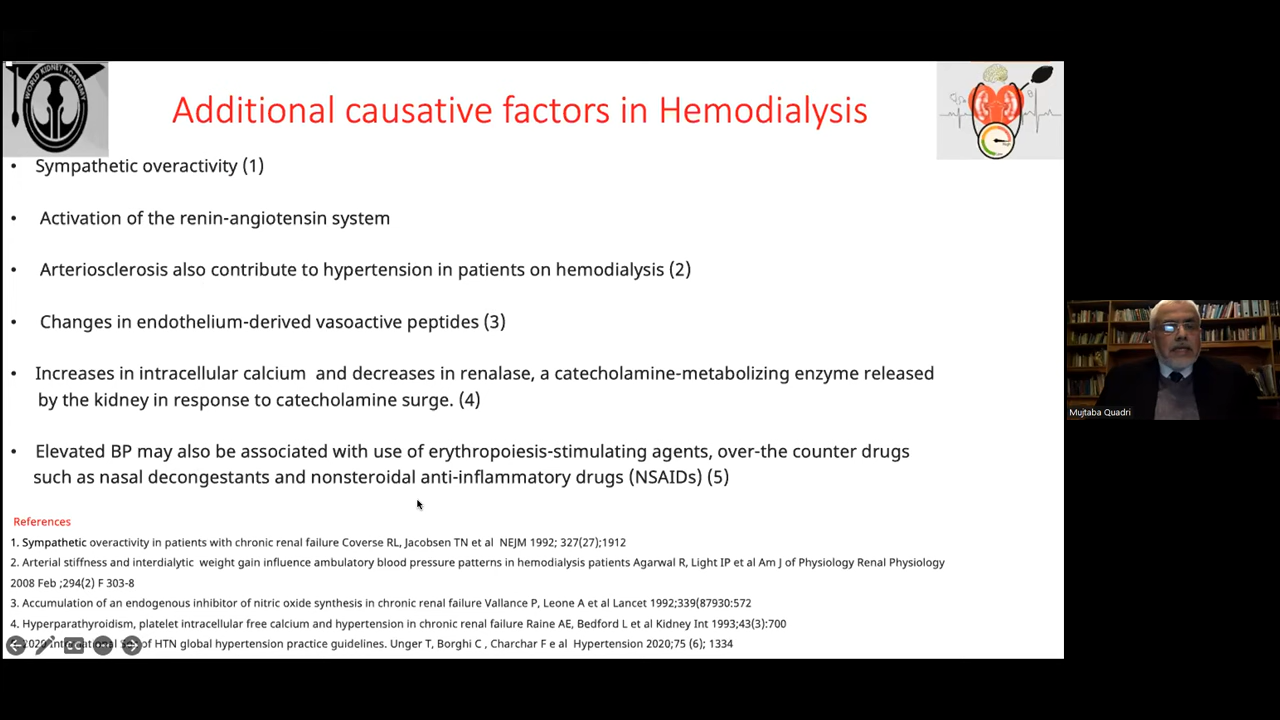 WORLD KIDNEY ACADEMY
Additional causative factors in Hemodialysis
• Sympathetic overactivity (1)
• Activation of the renin-angiotensin system
• Arteriosclerosis also contribute to hypertension in patients on hemodialysis (2)
• Changes in endothelium-derived vasoactive peptides (3)
• Increases in intracellular calcium and decreases in renalase, a catecholamine-metabolizing enzyme released
by the kidney in response to catecholamine surge. (4)
• Elevated BP may also be associated with use of erythropoiesis-stimulating agents, over-the counter drugs
such as nasal decongestants and nonsteroidal anti-inflammatory drugs (NSAIDs) (5)
References
1. Sympathetic overactivity in patients with chronic renal failure Coverse RL, Jacobsen TN et al NEJM 1992; 327(27);1912
2. Arterial stiffness and interdialytic weight gain influence ambulatory blood pressure patterns in hemodialysis patients Agarwal R, Light IP et al Am J of Physiology Renal Physiology
2008 Feb ;294(2) F 303-8
3. Accumulation of an endogenous inhibitor of nitric oxide synthesis in chronic renal failure Vallance P, Leone A et al Lancet 1992;339(87930:572
4. Hyperparathyroidism, platelet intracellular free calcium and hypertension in chronic renal failure Raine AE, Bedford L et al Kidney Int 1993;43(3):700
of HTN global hypertension practice guidelines. Unger T, Borghi C , Charchar F e al Hypertension 2020;75 (6); 1334
Mujtaba Quadri